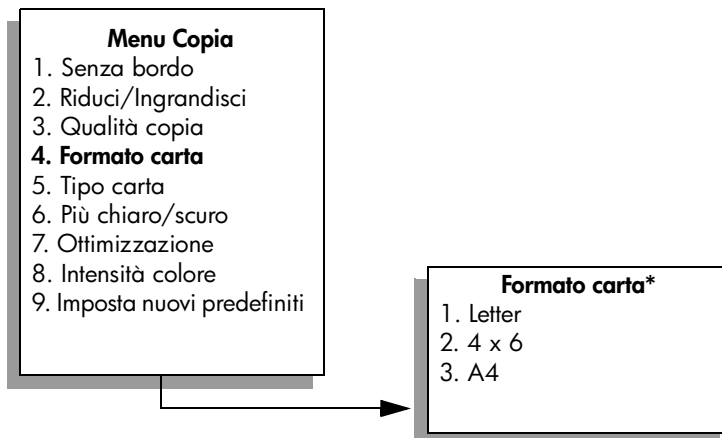 Menu Copia
1. Senza bordo
2. Riduci/Ingrandisci
3. Qualità copia
4. Formato carta
5. Tipo carta
6. Più chiaro/scuro
7. Ottimizzazione
8. Intensità colore
9. Imposta nuovi predefiniti
Formato carta*
1. Letter
2. 4 x 6
3. A4